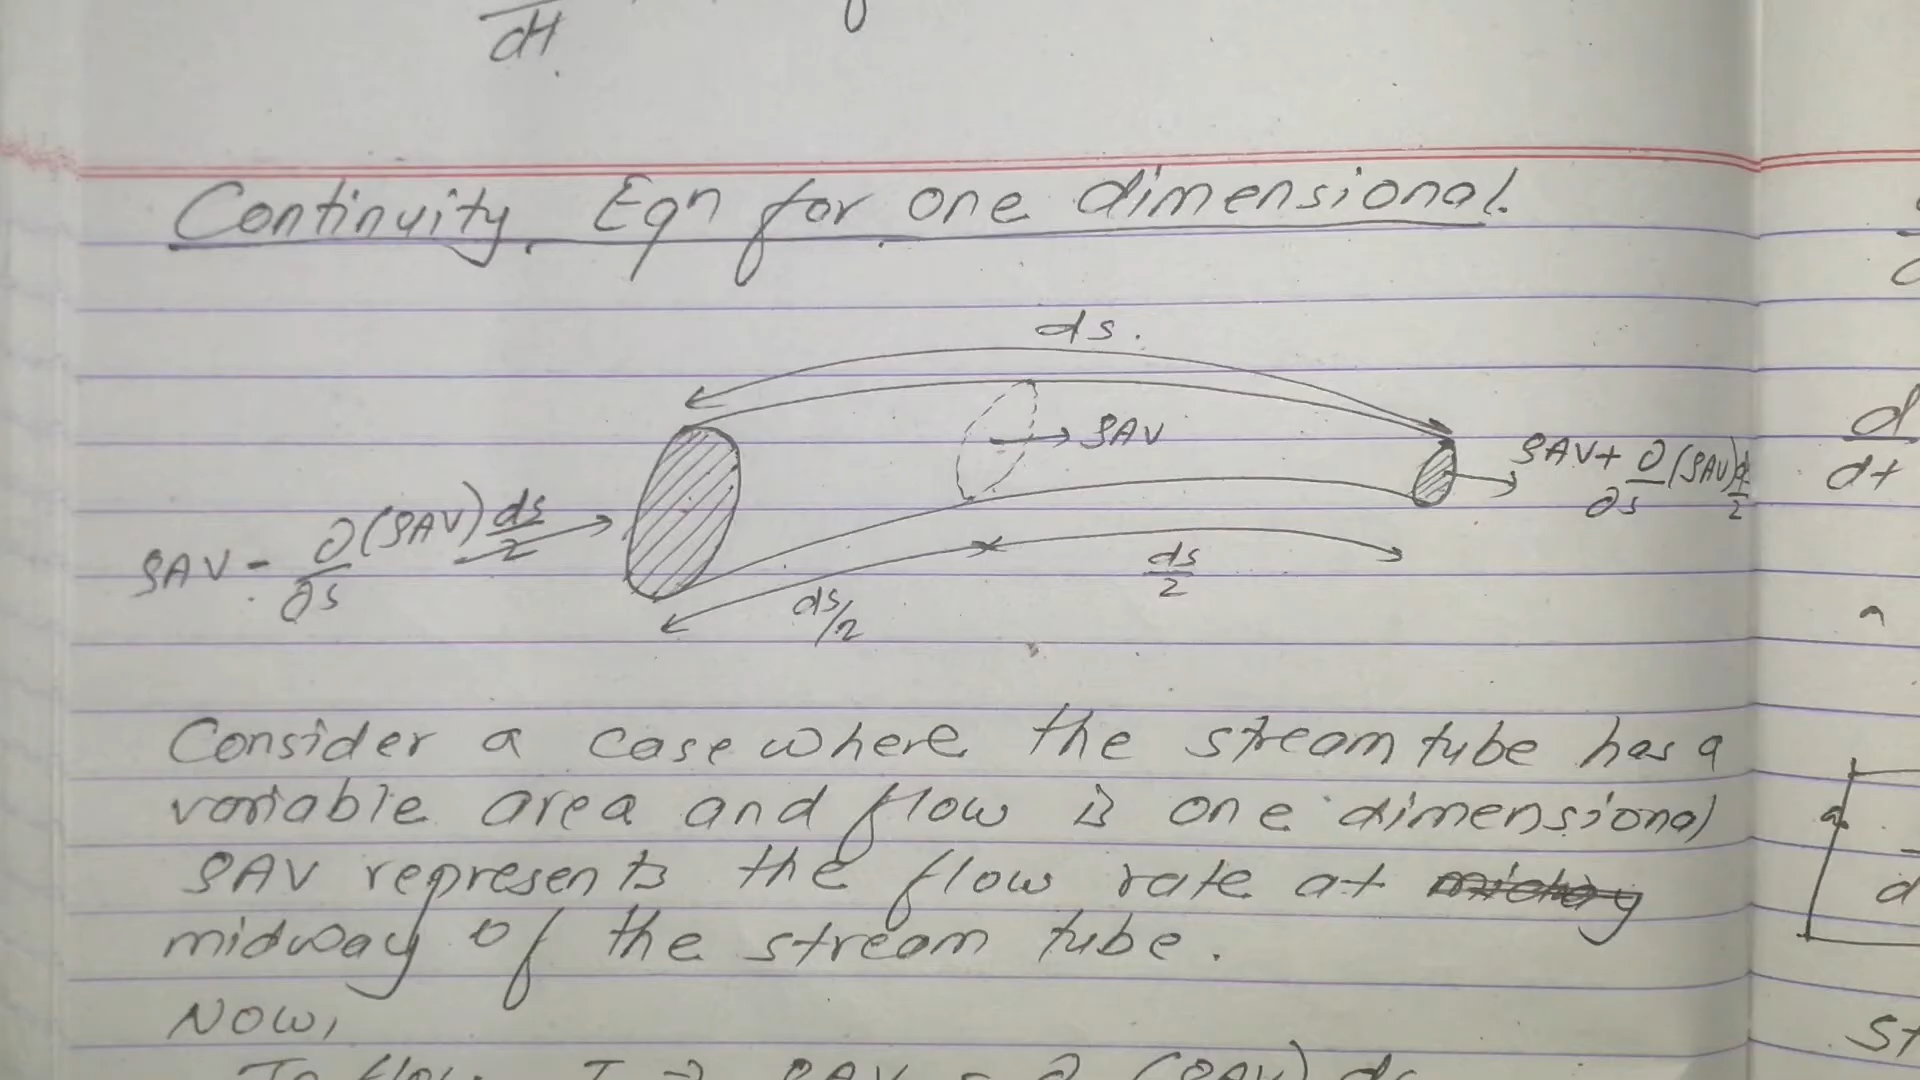 dH
Continuity Eqn for one dimensional.
ds.
ρAV
ρAV + ∂/∂s (ρAV) ds/2
ρAV - ∂/∂s (ρAV) ds/2
ds/2
ds/2
d/dt
Consider a case where the stream tube has a
variable area and flow is one dimensional
ρAV represents the flow rate at
midway of the stream tube.
Now,